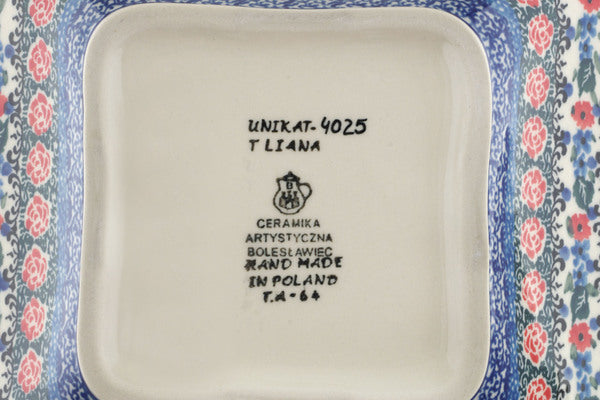 UNIKAT-4025
T LIANA
CERAMIKA
ARTYSTYCZNA
BOLESŁAWIEC
HAND MADE
IN POLAND
T.A-64